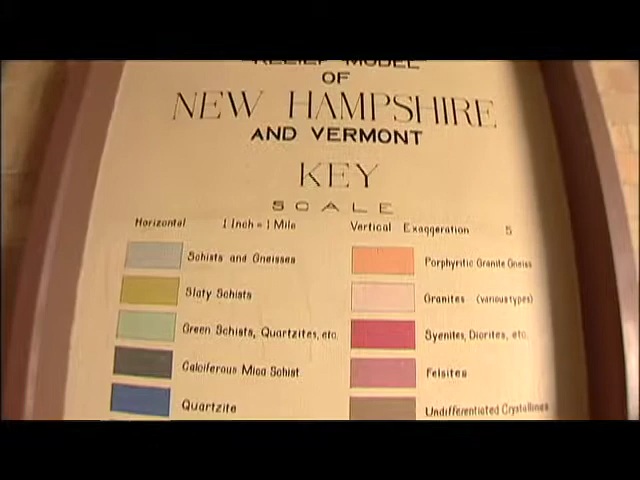 RELIEF MODEL
OF
NEW HAMPSHIRE
AND VERMONT
KEY
SCALE
Horizontal 1 Inch = 1 Mile Vertical Exaggeration 5
Schists and Gneisses Porphyritic Granite Gneiss
Slaty Schists Granites (various types)
Green Schists, Quartzites, etc. Syenites, Diorites, etc.
Calciferous Mica Schist Felsites
Quartzite Undifferentiated Crystallines